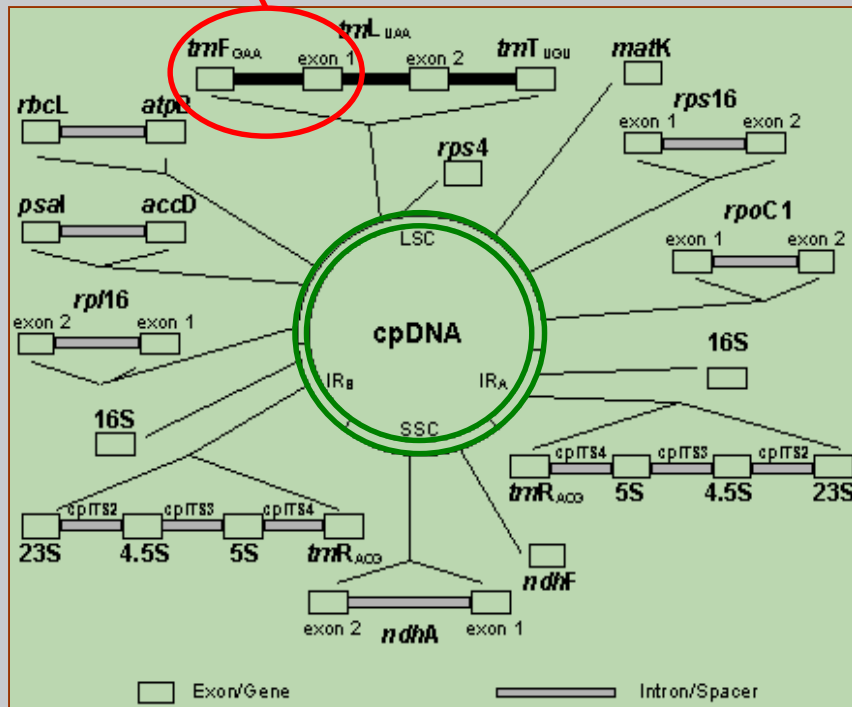 trnL UAA
trnF GAA exon 1 exon 2 trnT UGU
matK
rbcL atpB
rps16
exon 1 exon 2
rps4
psaI accD
rpoC1
exon 1 exon 2
LSC
rpl16
exon 2 exon 1
cpDNA
16S
IRB IRA
16S
SSC
cpITS4 cpITS3 cpITS2
trnR ACG 5S 4.5S 23S
cpITS2 cpITS3 cpITS4
23S 4.5S 5S trnR ACG
ndhF
exon 2 ndhA exon 1
Exon/Gene Intron/Spacer